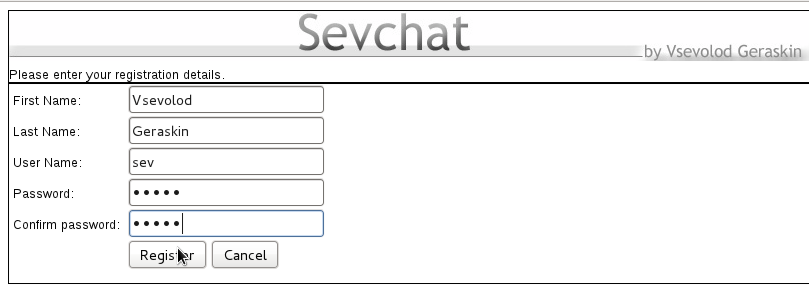 Sevchat
by Vsevolod Geraskin
Please enter your registration details.
First Name: Vsevolod
Last Name: Geraskin
User Name: sev
Password: •••••
Confirm password: •••••
Register Cancel